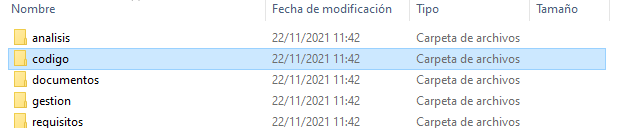 Nombre Fecha de modificación Tipo Tamaño
analisis 22/11/2021 11:42 Carpeta de archivos
codigo 22/11/2021 11:42 Carpeta de archivos
documentos 22/11/2021 11:42 Carpeta de archivos
gestion 22/11/2021 11:42 Carpeta de archivos
requisitos 22/11/2021 11:42 Carpeta de archivos